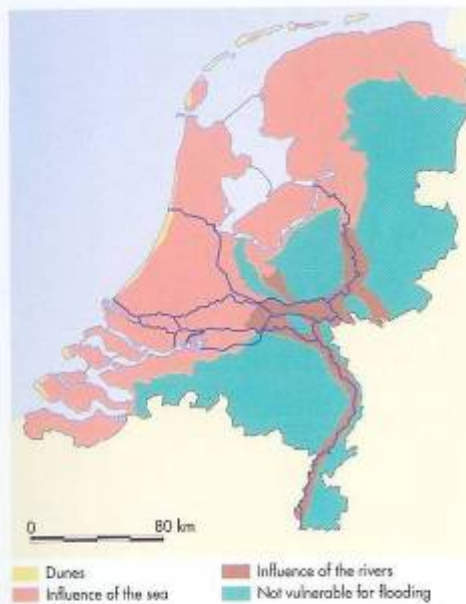 0 80 km
Dunes
Influence of the sea
Influence of the rivers
Not vulnerable for flooding